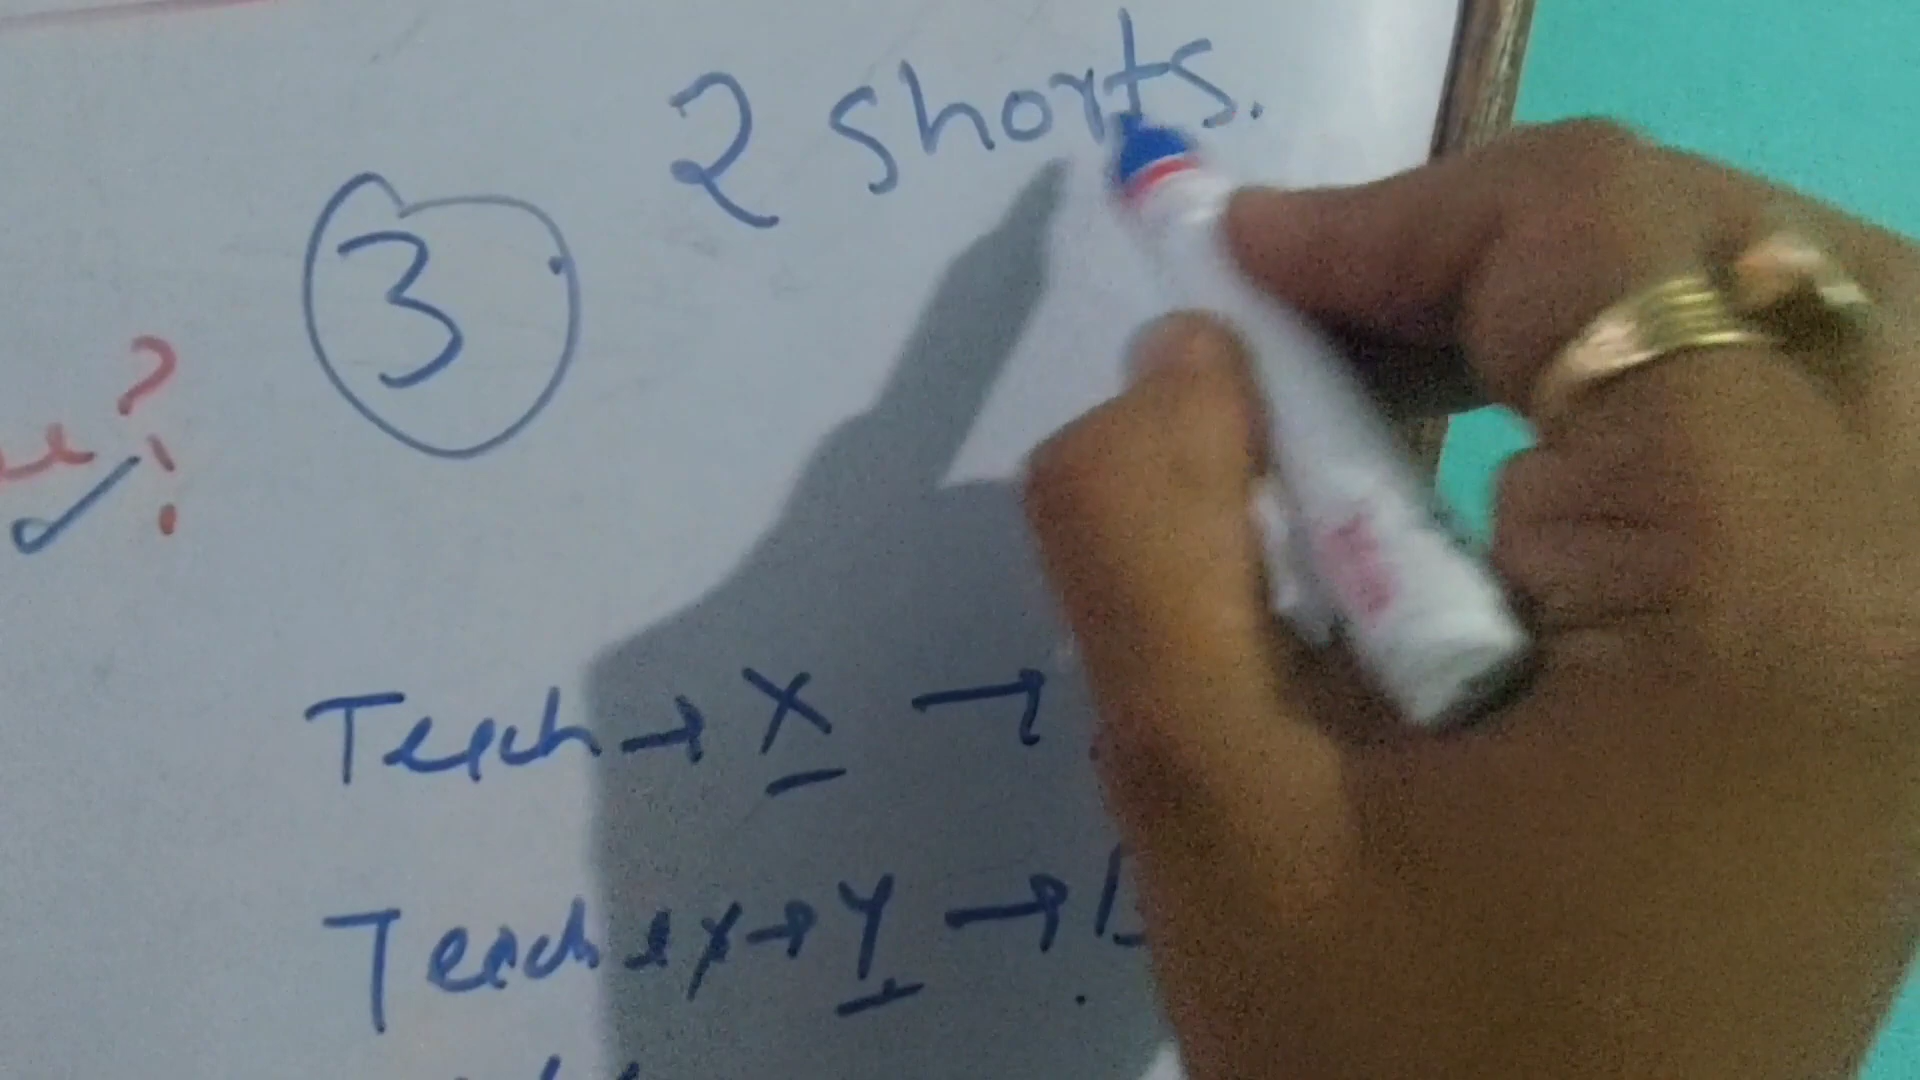 2 shorts.
3
?
!
Teach → X →
Teacher → Y →